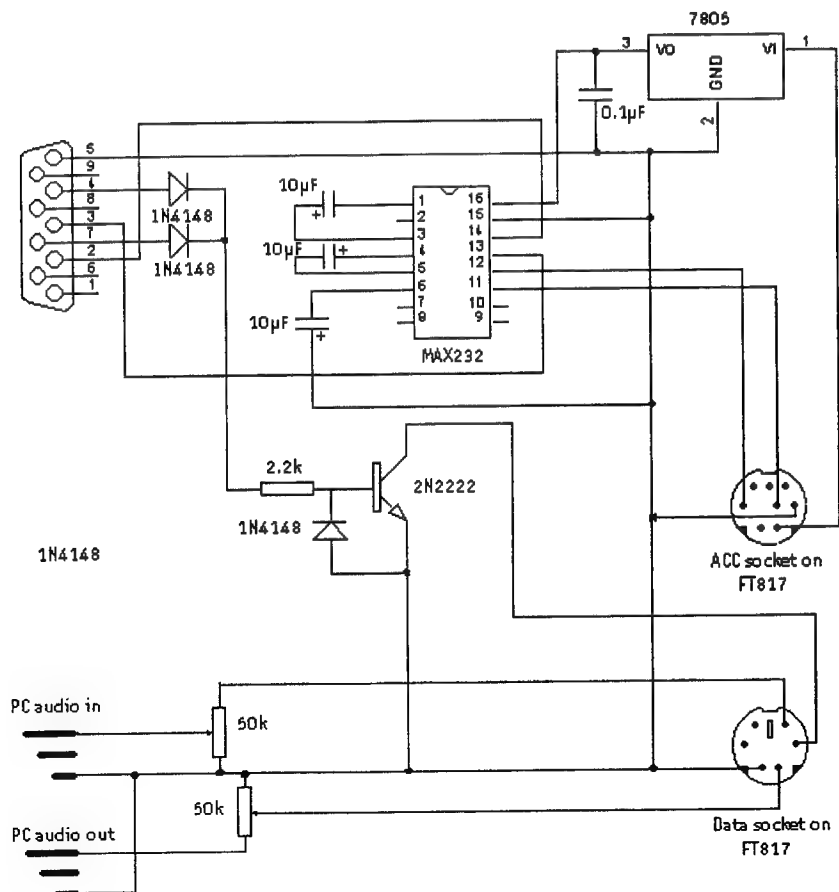 7805
3
VO
VI
1
GND
2
0.1µF
5
9
4
8
3
7
2
6
1
1N4148
1N4148
10µF
10µF
10µF
1
2
3
4
5
6
7
8
16
15
14
13
12
11
10
9
MAX232
2.2k
2N2222
1N4148
1N4148
ACC socket on
FT817
PC audio in
50k
50k
PC audio out
Data socket on
FT817